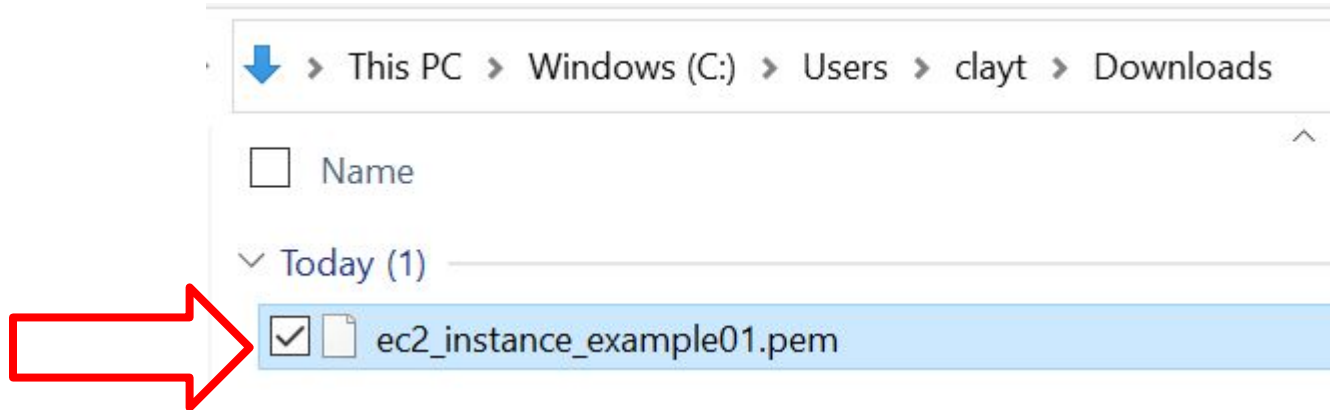 This PC > Windows (C:) > Users > clayt > Downloads
Name
Today (1)
ec2_instance_example01.pem